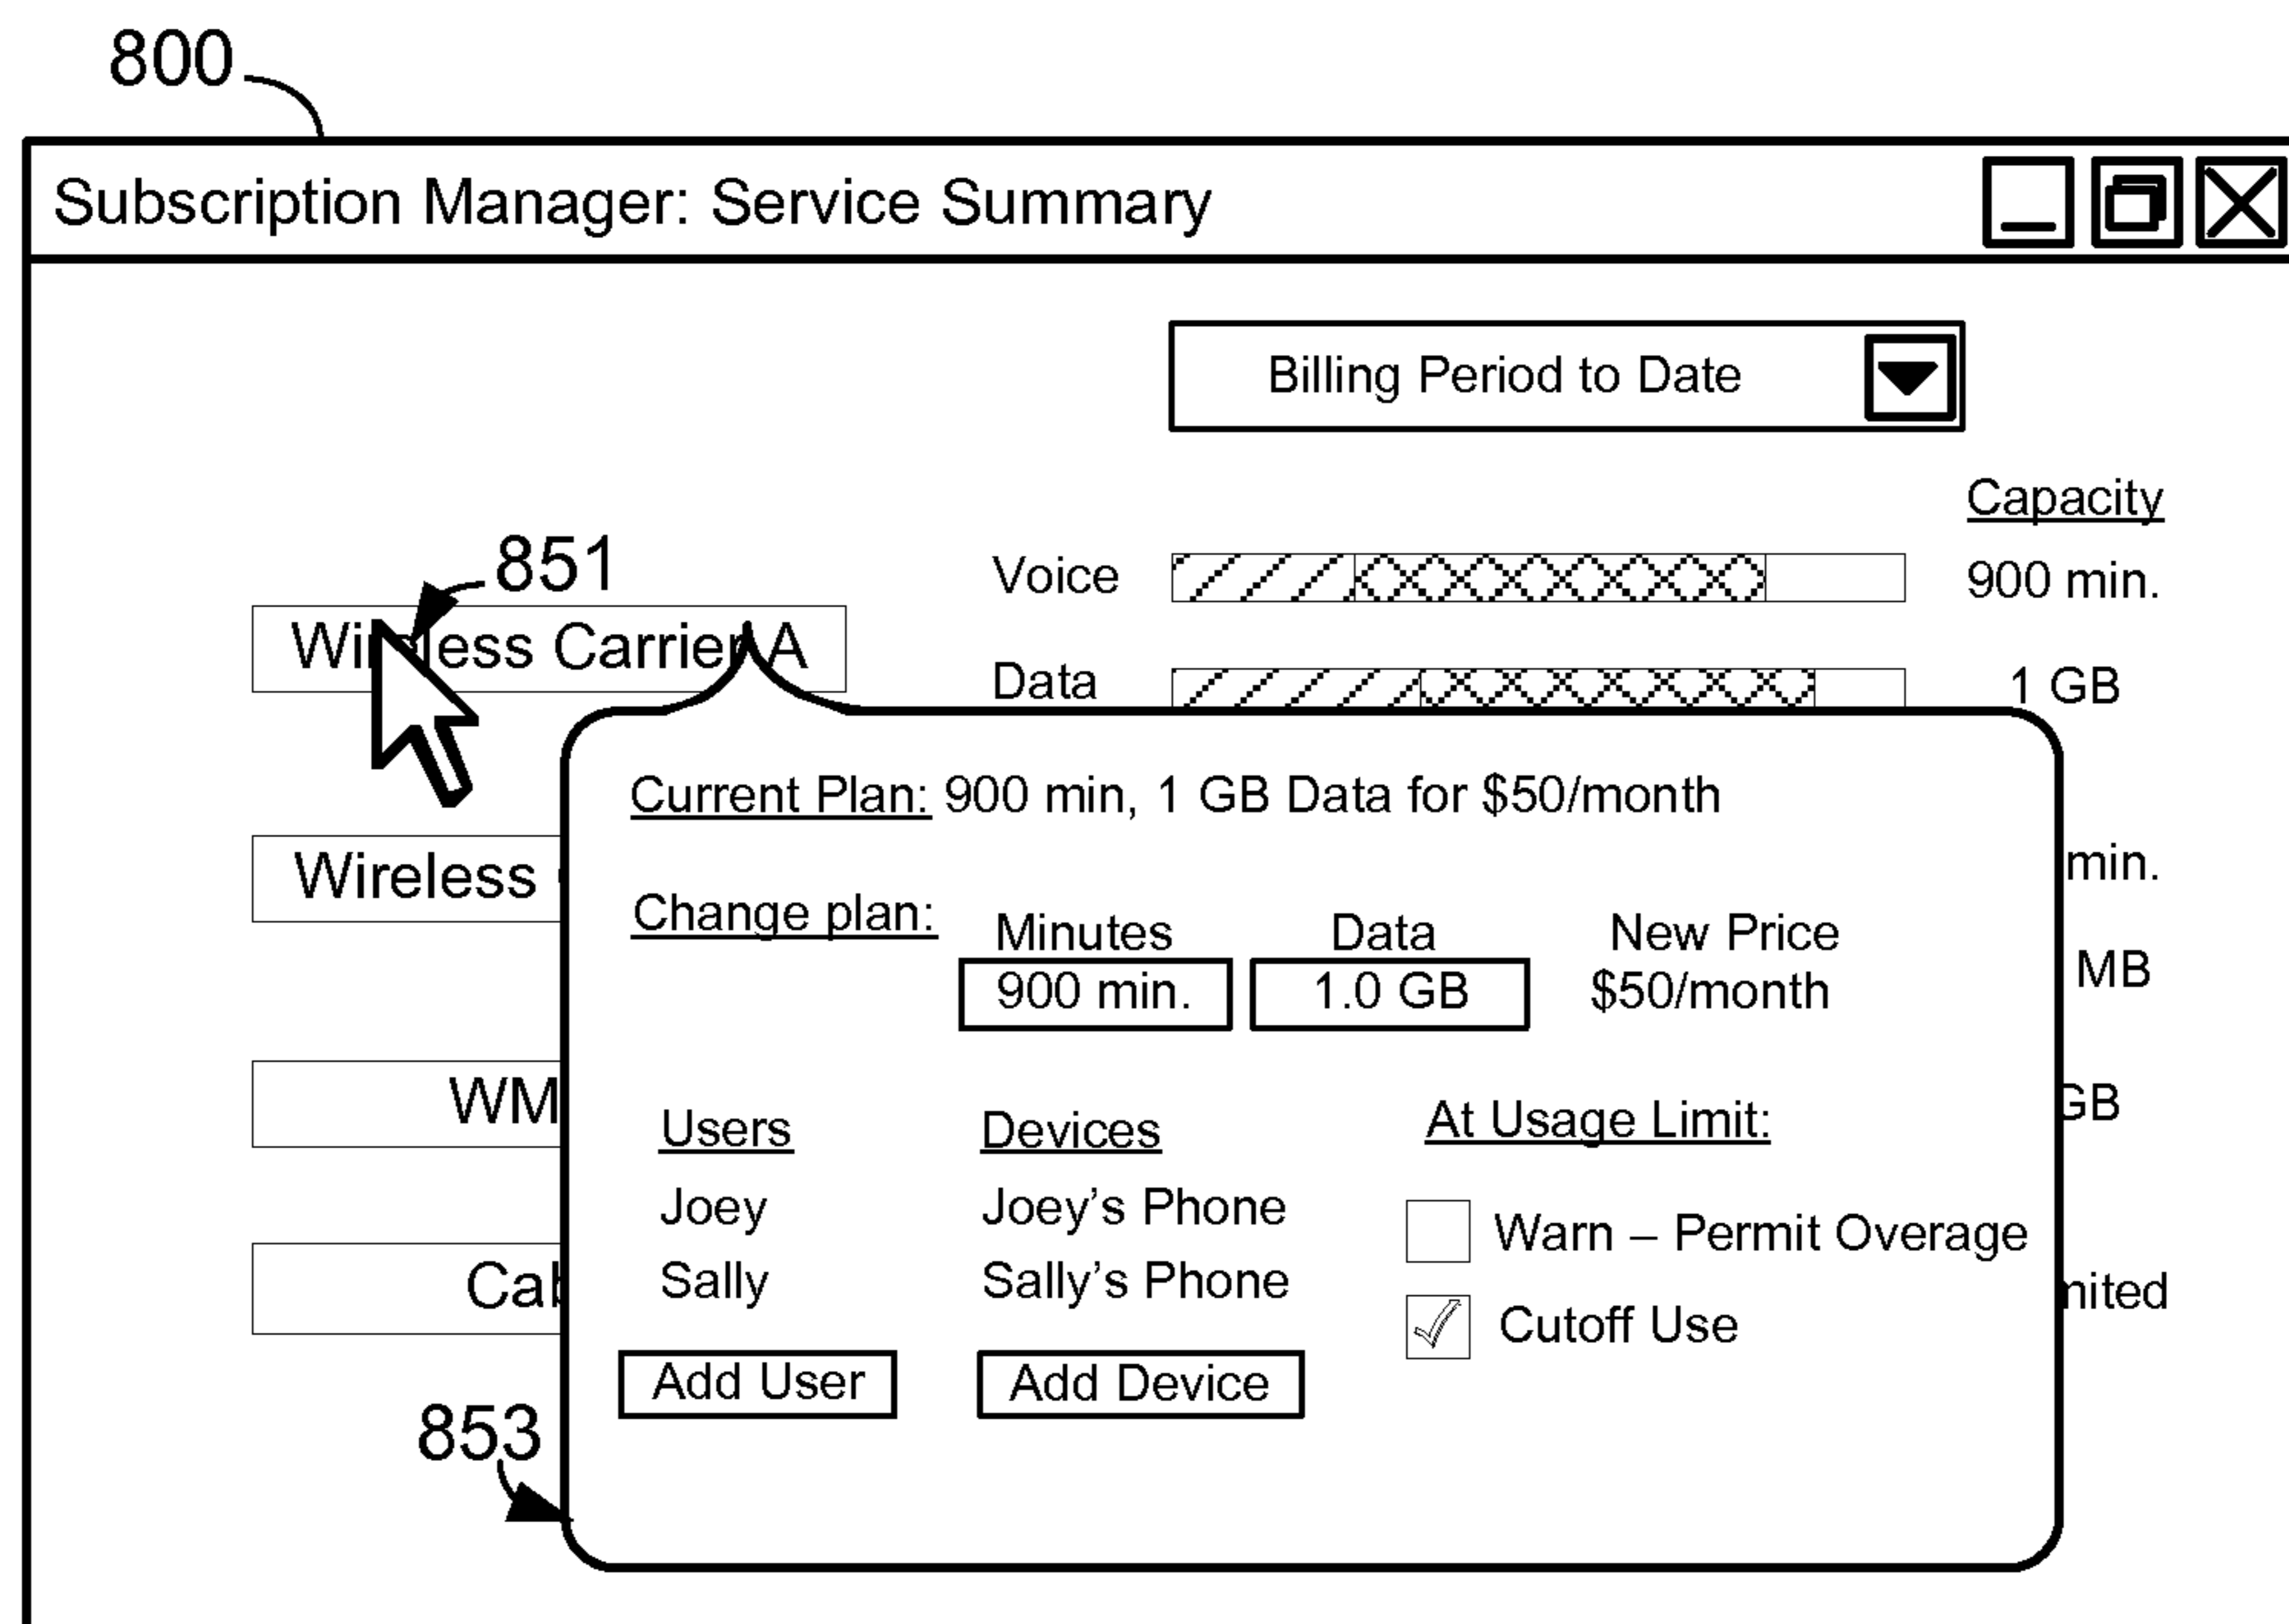 800
Subscription Manager: Service Summary
Billing Period to Date
Capacity
851
Voice
900 min.
Wireless Carrier A
Data
1 GB
Current Plan: 900 min, 1 GB Data for $50/month
Wireless
min.
Change plan:
Minutes
Data
New Price
900 min.
1.0 GB
$50/month
MB
WM
GB
Users
Devices
At Usage Limit:
Joey
Joey's Phone
Warn – Permit Overage
Sally
Sally's Phone
Cutoff Use
Add User
Add Device
853